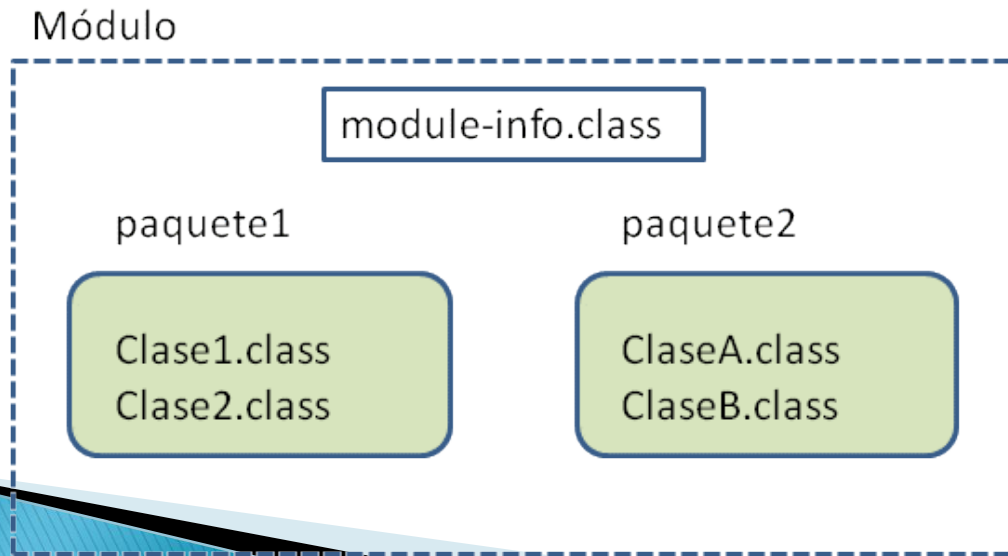 Módulo
module-info.class
paquete1
Clase1.class
Clase2.class
paquete2
ClaseA.class
ClaseB.class